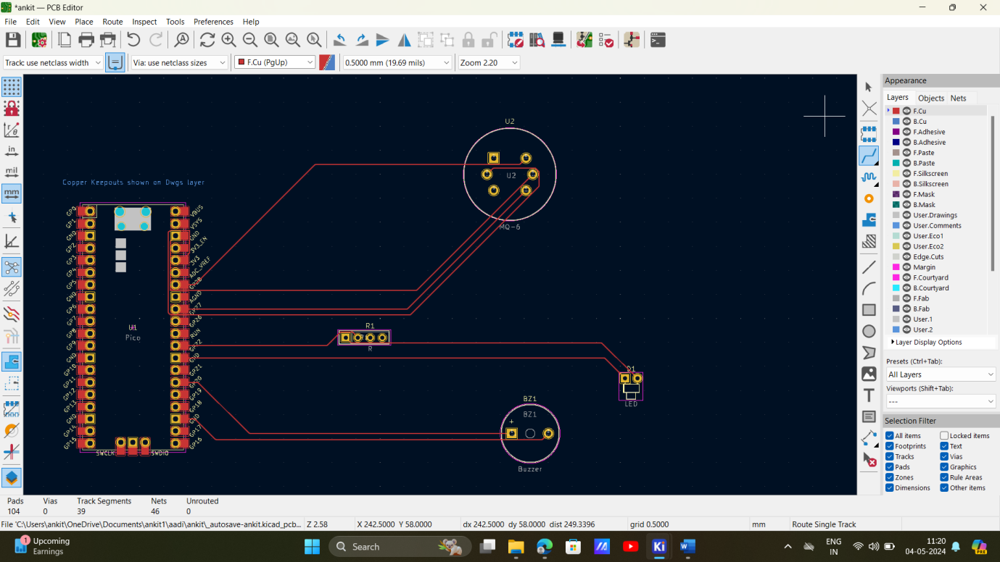 *ankit — PCB Editor
File Edit View Place Route Inspect Tools Preferences Help
Track: use netclass width Via: use netclass sizes F.Cu (PgUp) 0.5000 mm (19.69 mils) Zoom 2.20
in
mil
mm
Copper Keepouts shown on Dwgs layer
U2
U2
MQ-6
GP0 VBUS
GP1 VSYS
GND GND
GP2 3V3_EN
GP3 3V3
GP4 ADC_VREF
GP5 GP28
GND AGND
GP6 GP27
GP7 GP26
GP8 RUN
GP9 GP22
GND GND
GP10 GP21
GP11 GP20
GP12 GP19
GP13 GP18
GND GND
GP14 GP17
GP15 GP16
U1
Pico
SWCLK SWDIO
R1
R
D1
LED
BZ1
BZ1
+
Buzzer
Appearance
Layers Objects Nets
F.Cu
B.Cu
F.Adhesive
B.Adhesive
F.Paste
B.Paste
F.Silkscreen
B.Silkscreen
F.Mask
B.Mask
User.Drawings
User.Comments
User.Eco1
User.Eco2
Edge.Cuts
Margin
F.Courtyard
B.Courtyard
F.Fab
B.Fab
User.1
User.2
Layer Display Options
Presets (Ctrl+Tab):
All Layers
Viewports (Shift+Tab):
---
Selection Filter
All items Locked items
Footprints Text
Tracks Vias
Pads Graphics
Zones Rule Areas
Dimensions Other items
Pads Vias Track Segments Nets Unrouted
104 0 39 46 0
File 'C:\Users\ankit\OneDrive\Documents\ankit1\aadi\ankit\_autosave-ankit.kicad_pcb... Z 2.58 X 242.5000 Y 58.0000 dx 242.5000 dy 58.0000 dist 249.3396 grid 0.5000 mm Route Single Track
1 Upcoming
Earnings
Search
Ki
W
ENG
IN
11:20
04-05-2024
PRE